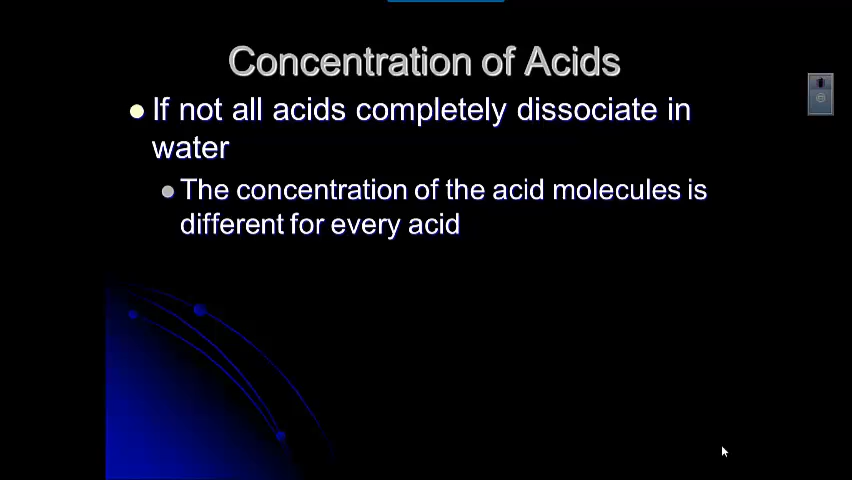 Concentration of Acids
If not all acids completely dissociate in
water
The concentration of the acid molecules is
different for every acid